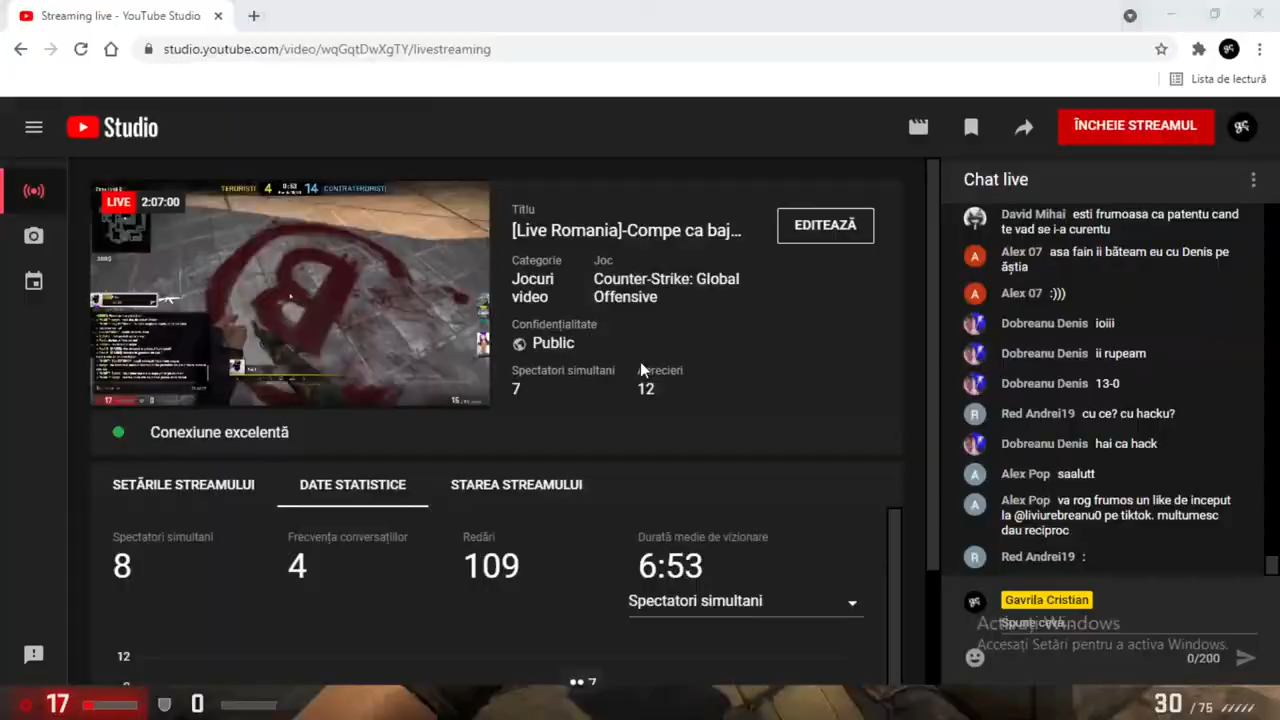 Streaming live - YouTube Studio
studio.youtube.com/video/wqGqtDwXgTY/livestreaming
Lista de lectură
Studio
ÎNCHEIE STREAMUL
LIVE 2:07:00
TERORIȘTI 4 0:53 14 CONTRATERORIȘTI
Titlu
[Live Romania]-Compe ca baj...
EDITEAZĂ
Categorie Joc
Jocuri video
Counter-Strike: Global Offensive
Confidențialitate
Public
Spectatori simultani
7
12
Conexiune excelentă
SETĂRILE STREAMULUI DATE STATISTICE STAREA STREAMULUI
Spectatori simultani Frecvența conversațiilor Redări Durată medie de vizionare
8 4 109 6:53
Spectatori simultani
12
7
Chat live
David Mihai esti frumoasa ca patentu cand
te vad se i-a curentu
Alex 07 asa fain ii băteam eu cu Denis pe
ăștia
Alex 07 :)))
Dobreanu Denis ioiii
Dobreanu Denis ii rupeam
Dobreanu Denis 13-0
Red Andrei19 cu ce? cu hacku?
Dobreanu Denis hai ca hack
Alex Pop saalutt
Alex Pop va rog frumos un like de inceput
la @liviurebreanu0 pe tiktok. multumesc
dau reciproc
Red Andrei19 :
Gavrila Cristian
Spune ceva...
Activați Windows
Accesați Setări pentru a activa Windows.
0/200
17 0 30 / 75